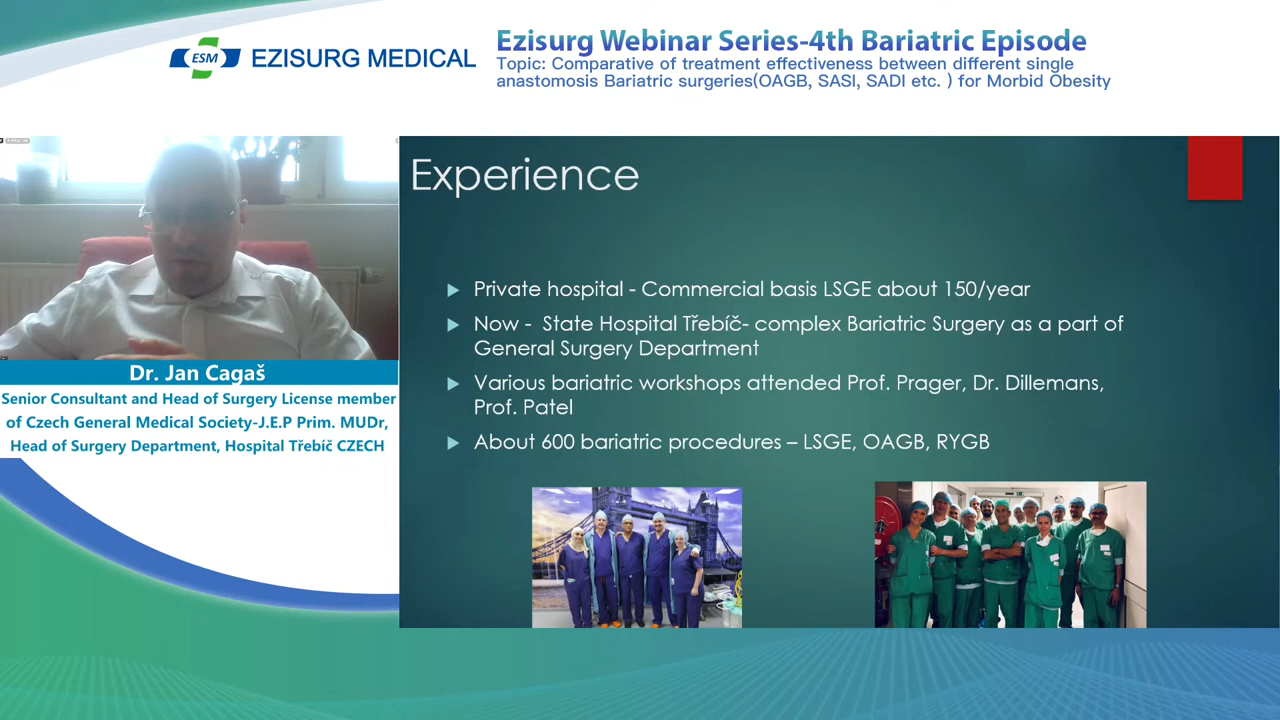 ESM
EZISURG MEDICAL
Ezisurg Webinar Series-4th Bariatric Episode
Topic: Comparative of treatment effectiveness between different single
anastomosis Bariatric surgeries(OAGB, SASI, SADI etc. ) for Morbid Obesity
Experience
Private hospital - Commercial basis LSGE about 150/year
Now - State Hospital Třebíč- complex Bariatric Surgery as a part of
General Surgery Department
Various bariatric workshops attended Prof. Prager, Dr. Dillemans,
Prof. Patel
About 600 bariatric procedures – LSGE, OAGB, RYGB
Dr. Jan Cagaš
Senior Consultant and Head of Surgery License member
of Czech General Medical Society-J.E.P Prim. MUDr,
Head of Surgery Department, Hospital Třebíč CZECH